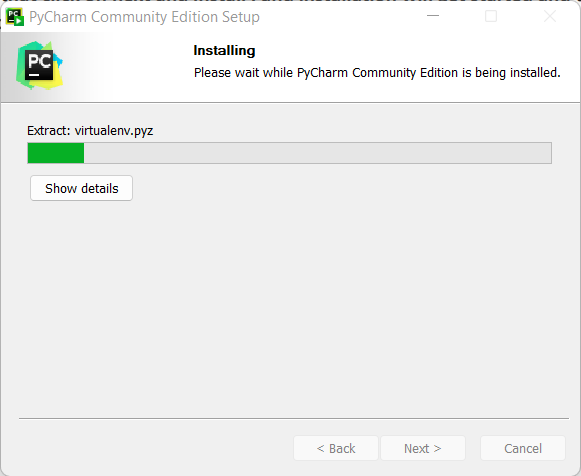 PyCharm Community Edition Setup
Installing
PC
Please wait while PyCharm Community Edition is being installed.
Extract: virtualenv.pyz
Show details
< Back
Next >
Cancel